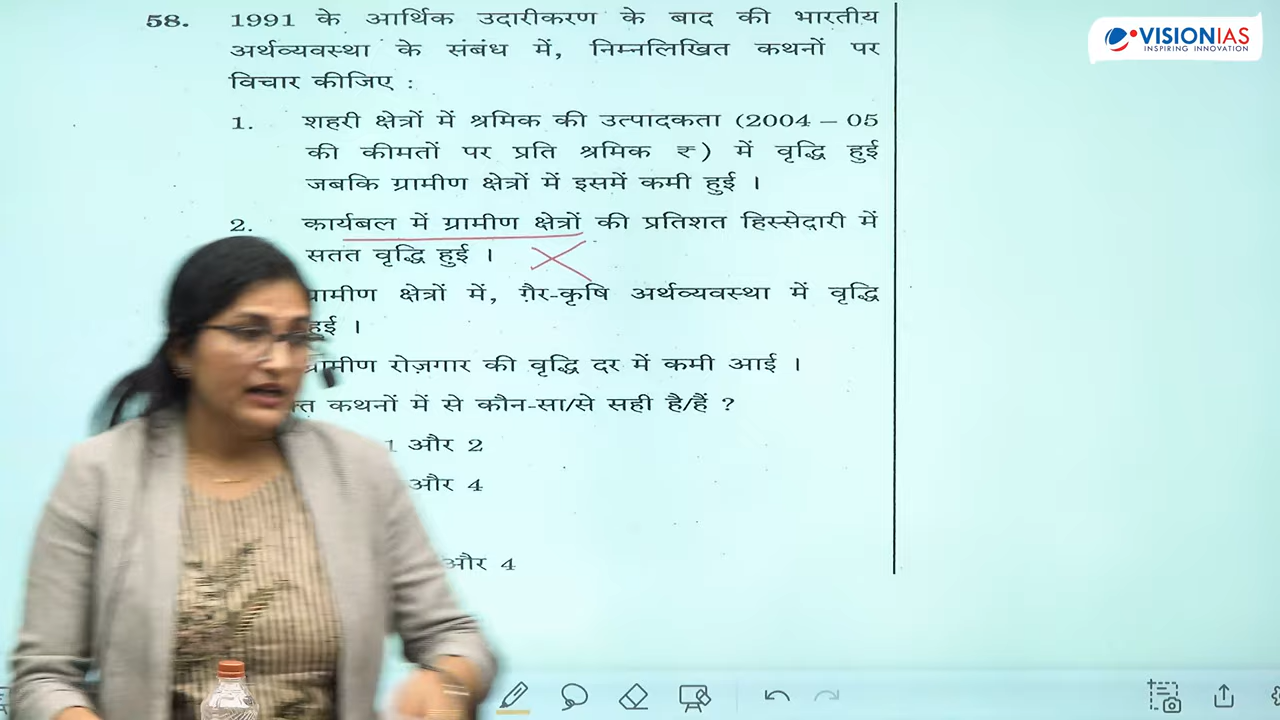 58. 1991 के आर्थिक उदारीकरण के बाद की भारतीय
VISIONIAS
INSPIRING INNOVATION
अर्थव्यवस्था के संबंध में, निम्नलिखित कथनों पर
विचार कीजिए :
1. शहरी क्षेत्रों में श्रमिक की उत्पादकता (2004 – 05
की कीमतों पर प्रति श्रमिक ₹) में वृद्धि हुई
जबकि ग्रामीण क्षेत्रों में इसमें कमी हुई ।
2. कार्यबल में ग्रामीण क्षेत्रों की प्रतिशत हिस्सेदारी में
सतत वृद्धि हुई ।
ग्रामीण क्षेत्रों में, ग़ैर-कृषि अर्थव्यवस्था में वृद्धि
हुई ।
ग्रामीण रोज़गार की वृद्धि दर में कमी आई ।
कथनों में से कौन-सा/से सही है/हैं ?
1 और 2
और 4
और 4